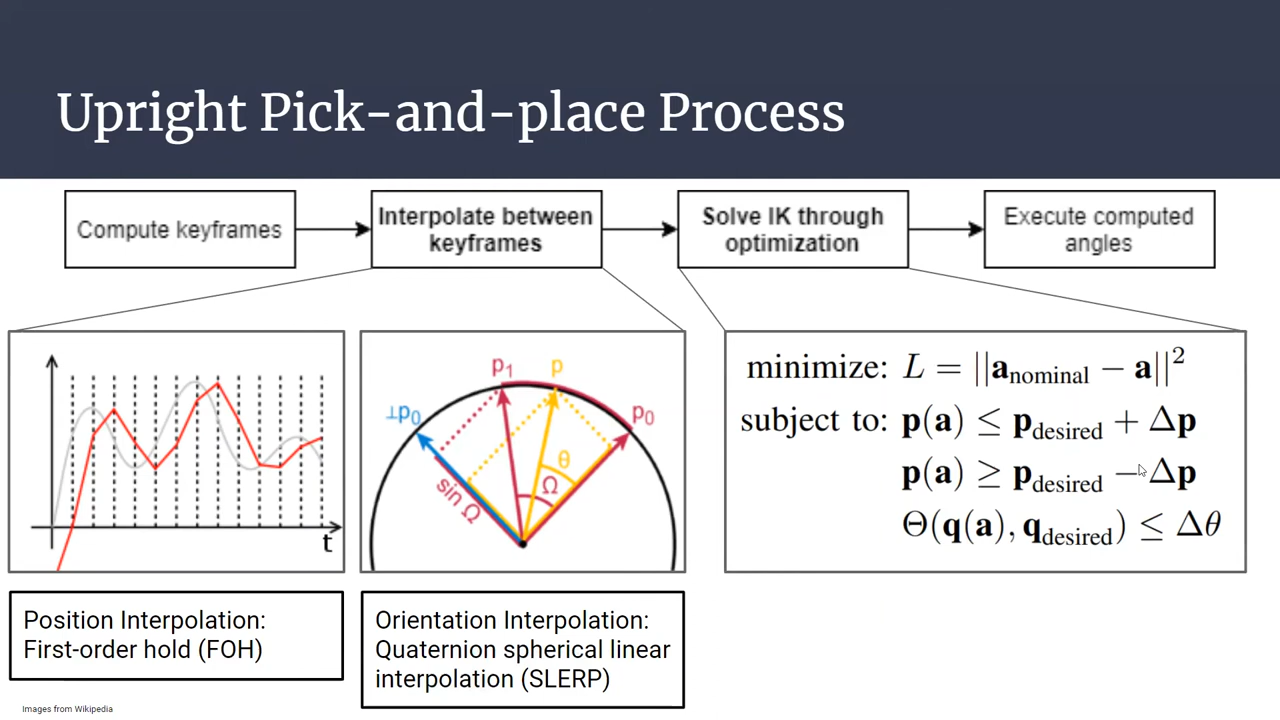 Upright Pick-and-place Process
Compute keyframes
Interpolate between
keyframes
Solve IK through
optimization
Execute computed
angles
t
p₁
p
⊥p₀
p₀
θ
Ω
sin Ω
minimize: L = ||a_nominal − a||²
subject to: p(a) ≤ p_desired + Δp
p(a) ≥ p_desired − Δp
Θ(q(a), q_desired) ≤ Δθ
Position Interpolation:
First-order hold (FOH)
Orientation Interpolation:
Quaternion spherical linear
interpolation (SLERP)
Images from Wikipedia